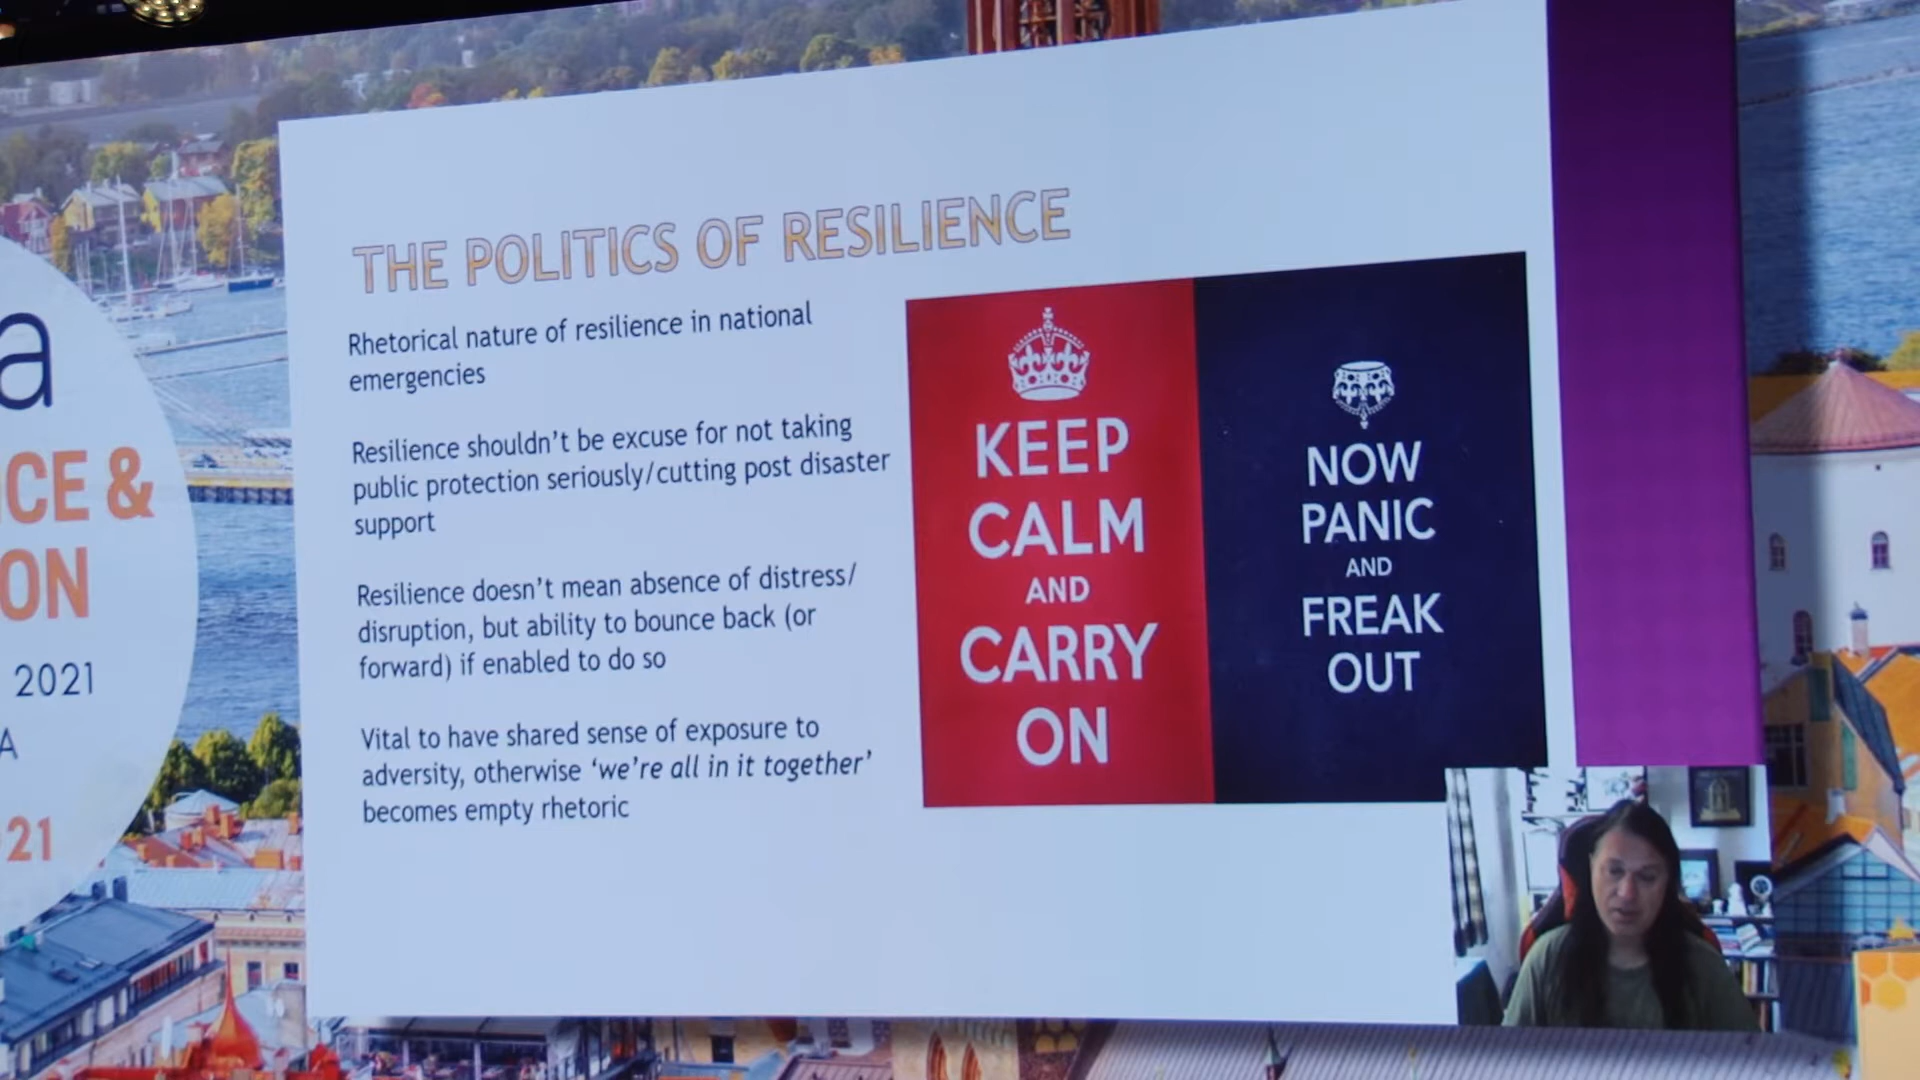 a
CE &
ON
2021
A
21
THE POLITICS OF RESILIENCE
Rhetorical nature of resilience in national
emergencies
Resilience shouldn't be excuse for not taking
public protection seriously/cutting post disaster
support
Resilience doesn't mean absence of distress/
disruption, but ability to bounce back (or
forward) if enabled to do so
Vital to have shared sense of exposure to
adversity, otherwise 'we're all in it together'
becomes empty rhetoric
KEEP
CALM
AND
CARRY
ON
NOW
PANIC
AND
FREAK
OUT